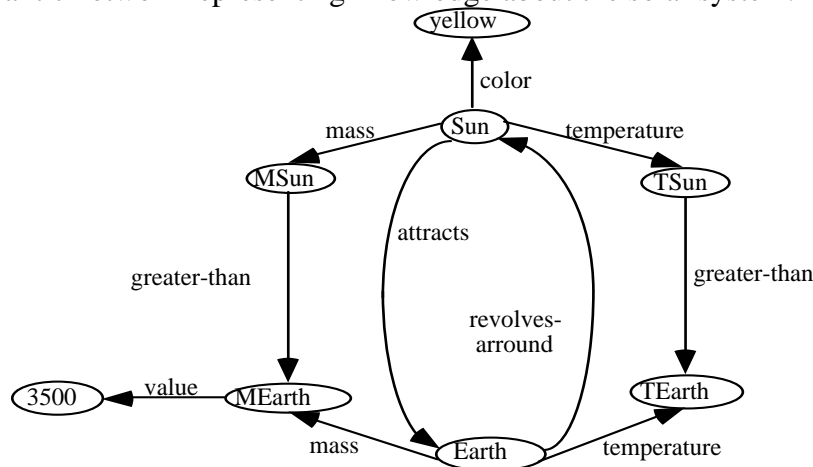 yellow
color
Sun
mass
temperature
MSun
TSun
attracts
greater-than
greater-than
revolves-
arround
3500
value
MEarth
TEarth
mass
Earth
temperature